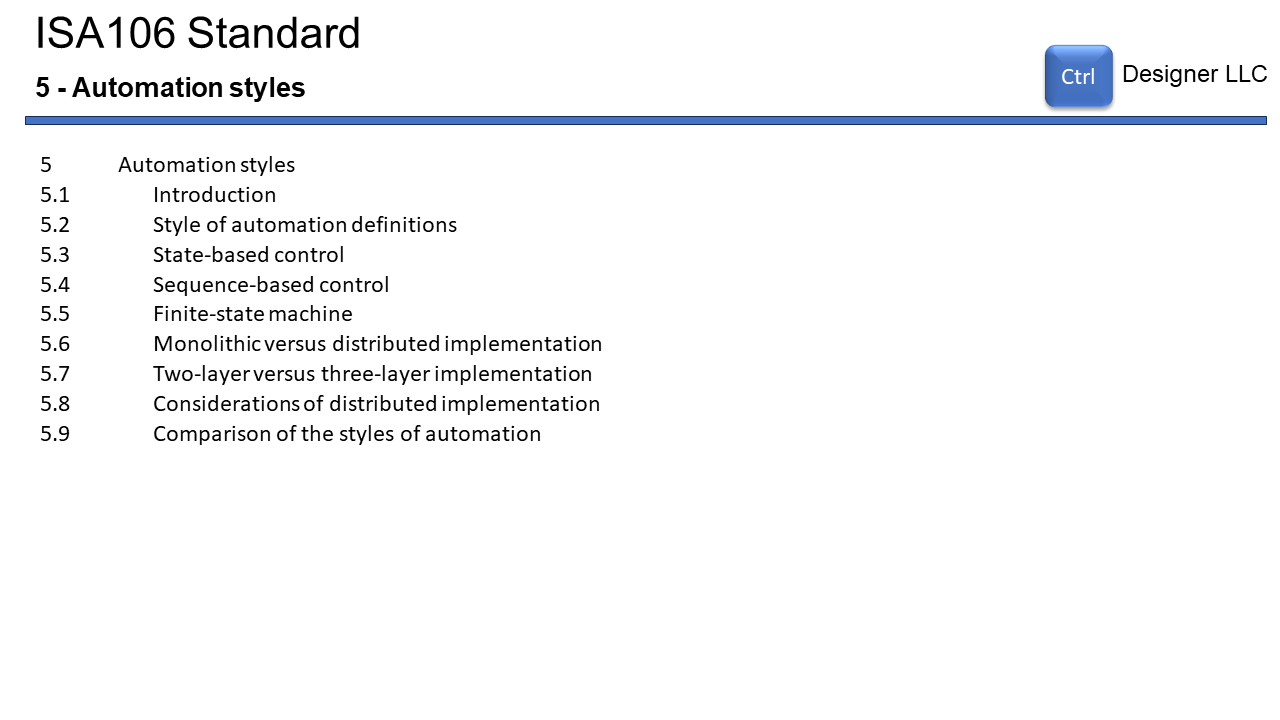 ISA106 Standard
5 - Automation styles
Ctrl Designer LLC
5 Automation styles
5.1 Introduction
5.2 Style of automation definitions
5.3 State-based control
5.4 Sequence-based control
5.5 Finite-state machine
5.6 Monolithic versus distributed implementation
5.7 Two-layer versus three-layer implementation
5.8 Considerations of distributed implementation
5.9 Comparison of the styles of automation